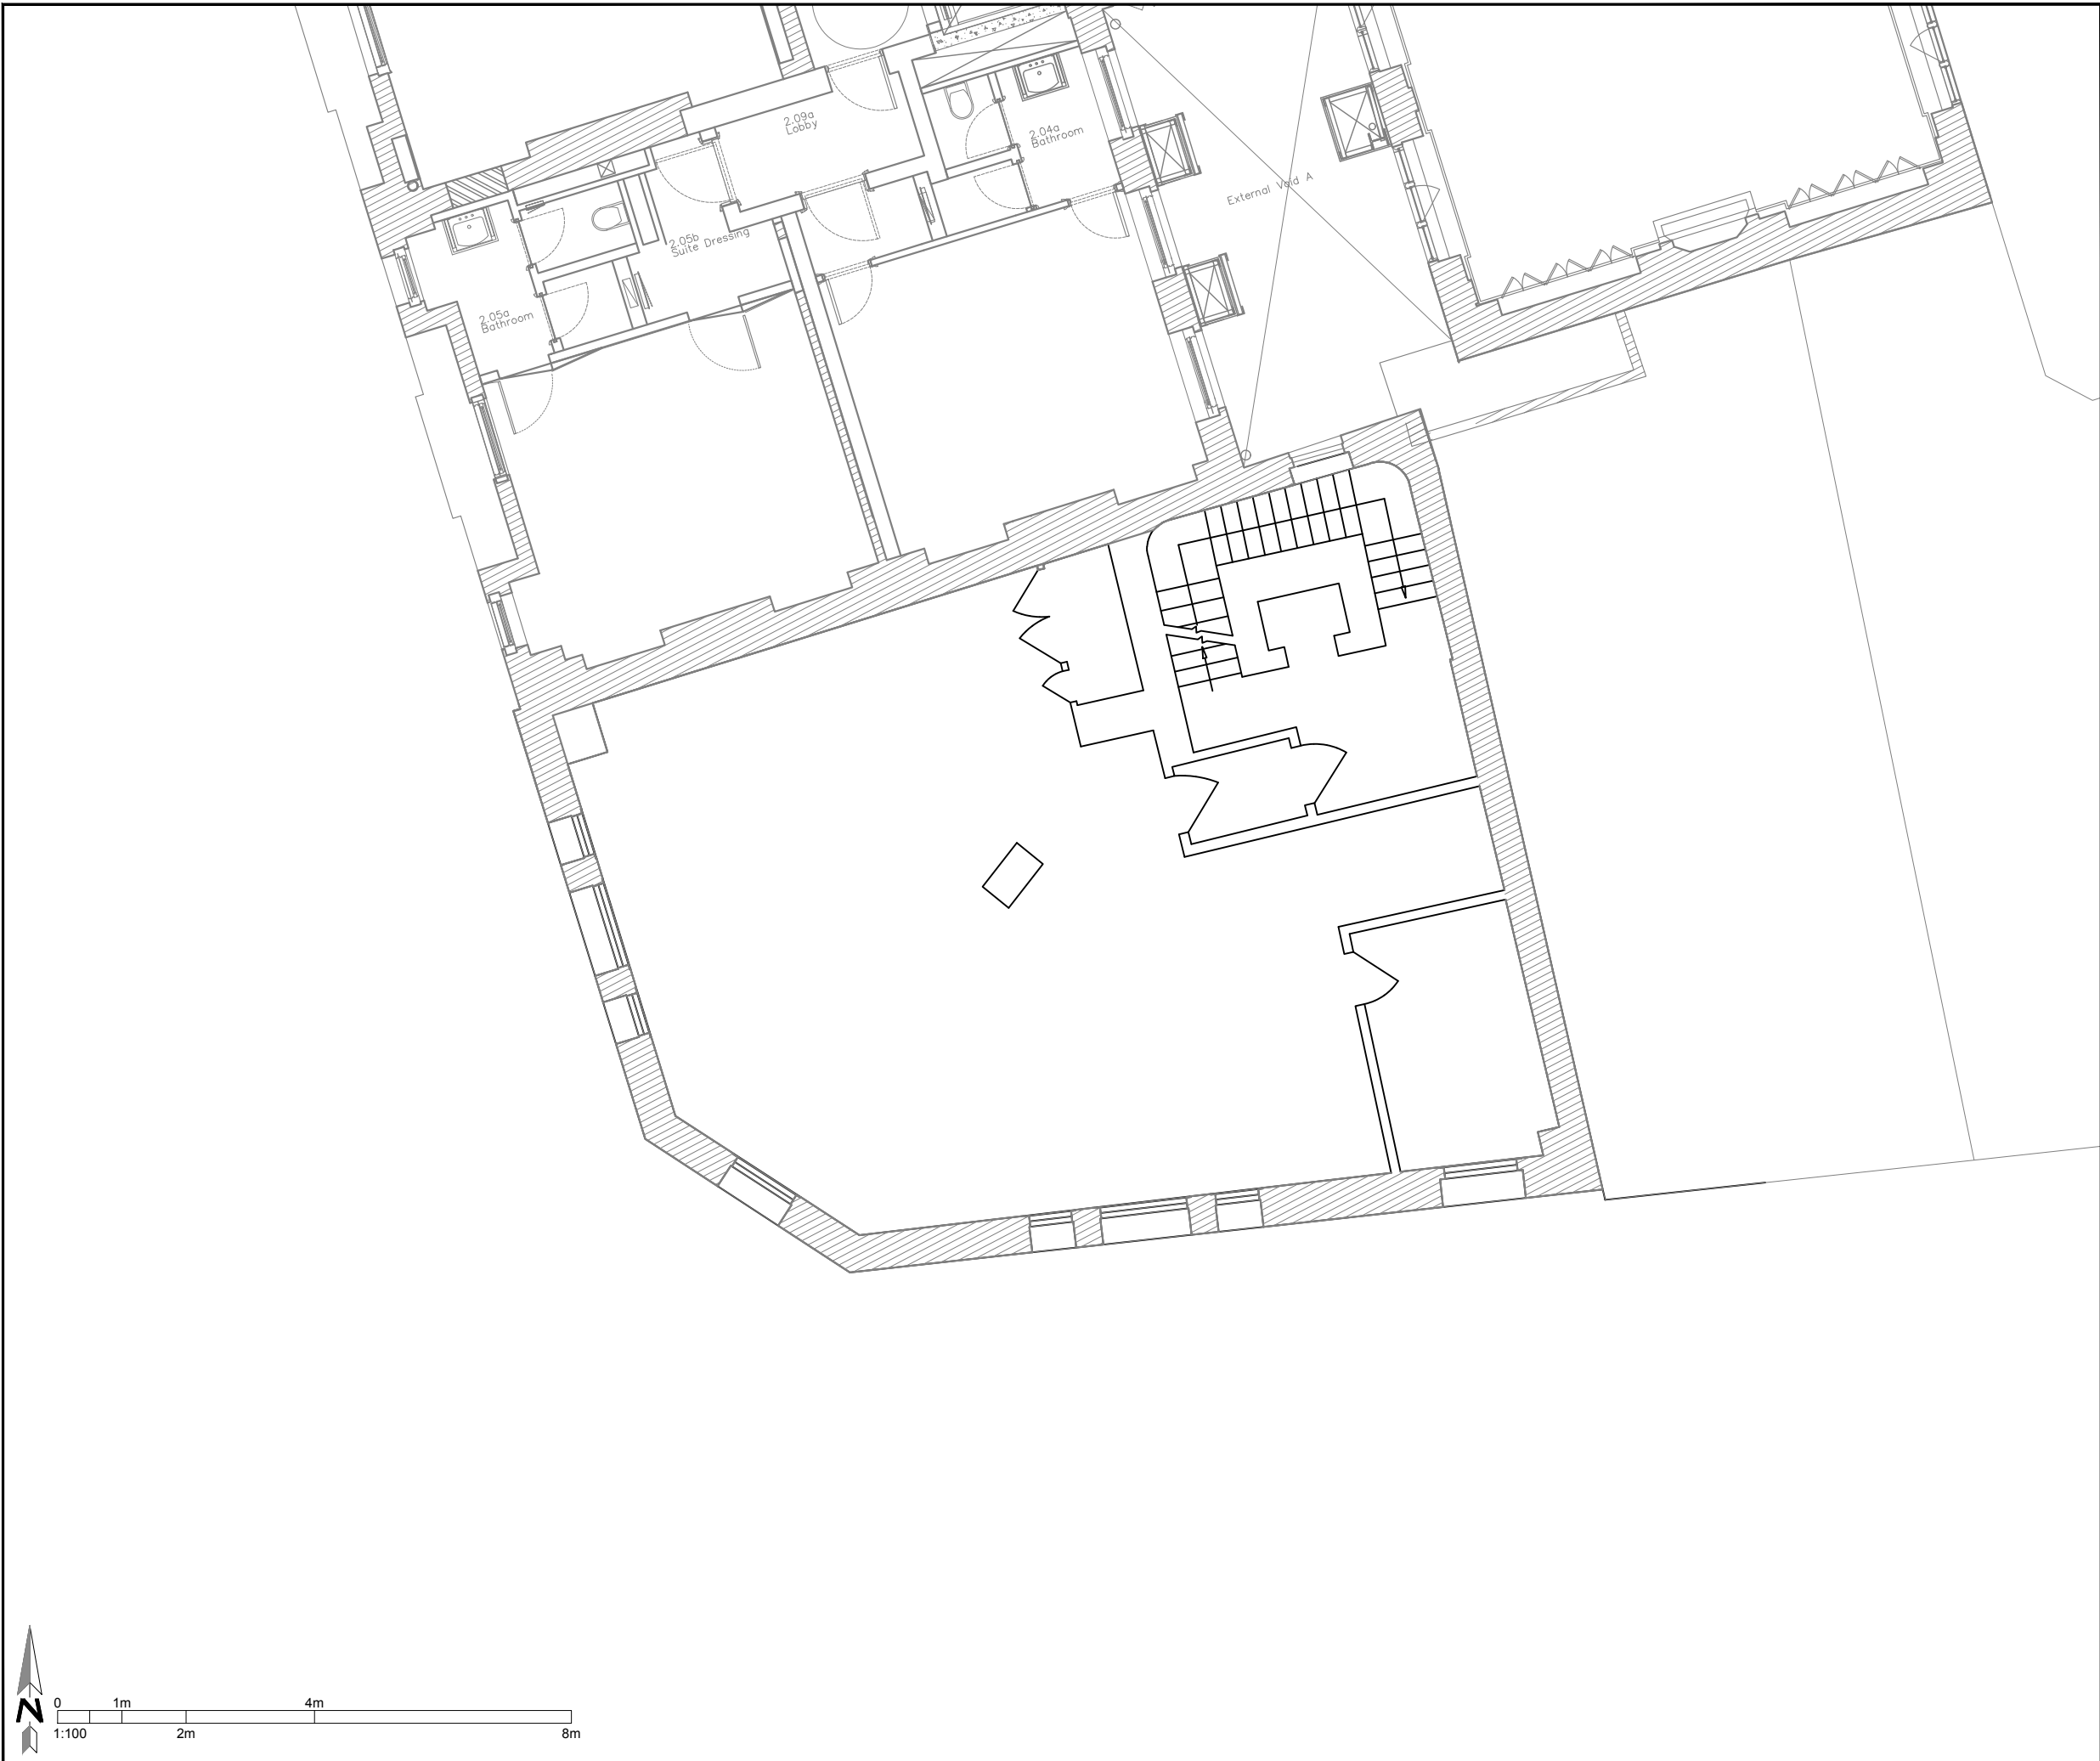 2.09a
Lobby
2.04a
Bathroom
External Void A
2.05b
Suite Dressing
2.05a
Bathroom
N
0 1m 4m
1:100 2m 8m